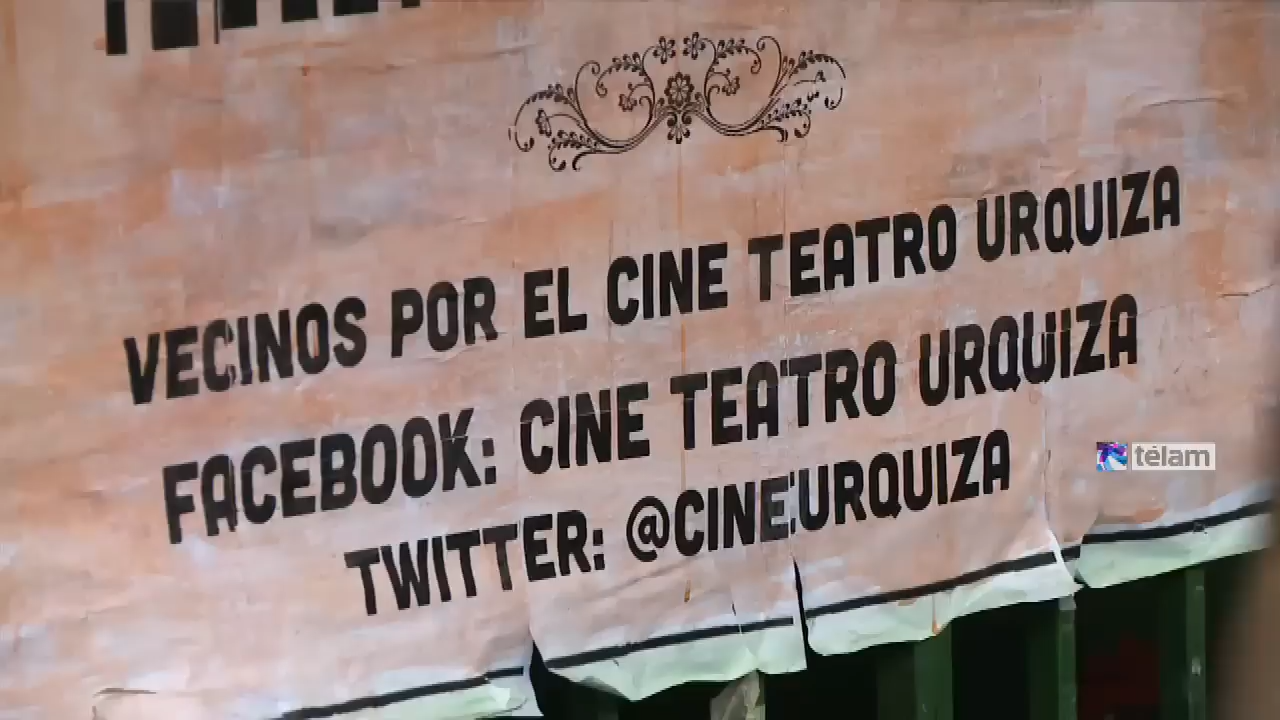 VECINOS POR EL CINE TEATRO URQUIZA
FACEBOOK: CINE TEATRO URQUIZA
TWITTER: @CINEURQUIZA
télam